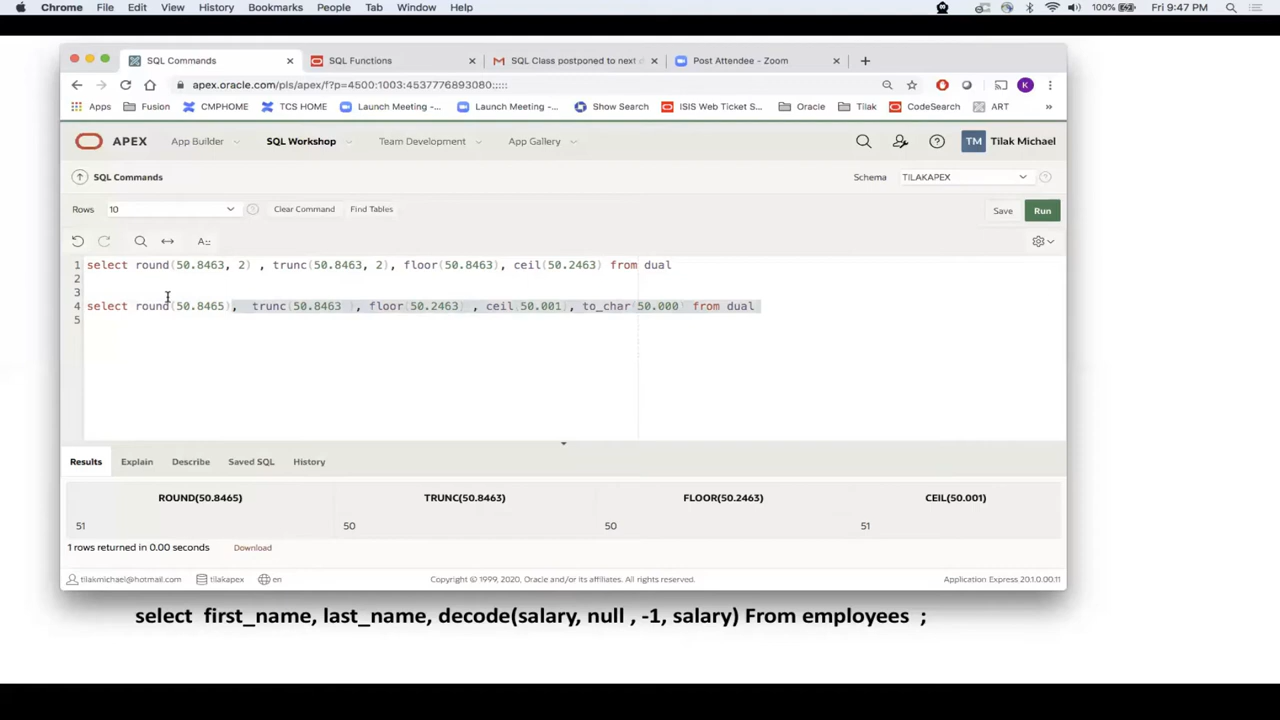 Chrome File Edit View History Bookmarks People Tab Window Help 100% Fri 9:47 PM
SQL Commands SQL Functions SQL Class postponed to next Post Attendee - Zoom
apex.oracle.com/pls/apex/f?p=4500:1003:4537776893080:::::
Apps Fusion CMPHOME TCS HOME Launch Meeting -... Launch Meeting -... Show Search ISIS Web Ticket S... Oracle Tilak CodeSearch ART »
APEX App Builder SQL Workshop Team Development App Gallery TM Tilak Michael
SQL Commands Schema TILAKAPEX
Rows 10 Clear Command Find Tables Save Run
A::
1 select round(50.8463, 2) , trunc(50.8463, 2), floor(50.8463), ceil(50.2463) from dual
2
3
4 select round(50.8465), trunc(50.8463 ), floor(50.2463) , ceil(50.001), to_char(50.000) from dual
5
Results Explain Describe Saved SQL History
ROUND(50.8465) TRUNC(50.8463) FLOOR(50.2463) CEIL(50.001)
51 50 50 51
1 rows returned in 0.00 seconds Download
tilakmichael@hotmail.com tilakapex en Copyright © 1999, 2020, Oracle and/or its affiliates. All rights reserved. Application Express 20.1.0.00.11
select first_name, last_name, decode(salary, null , -1, salary) From employees ;